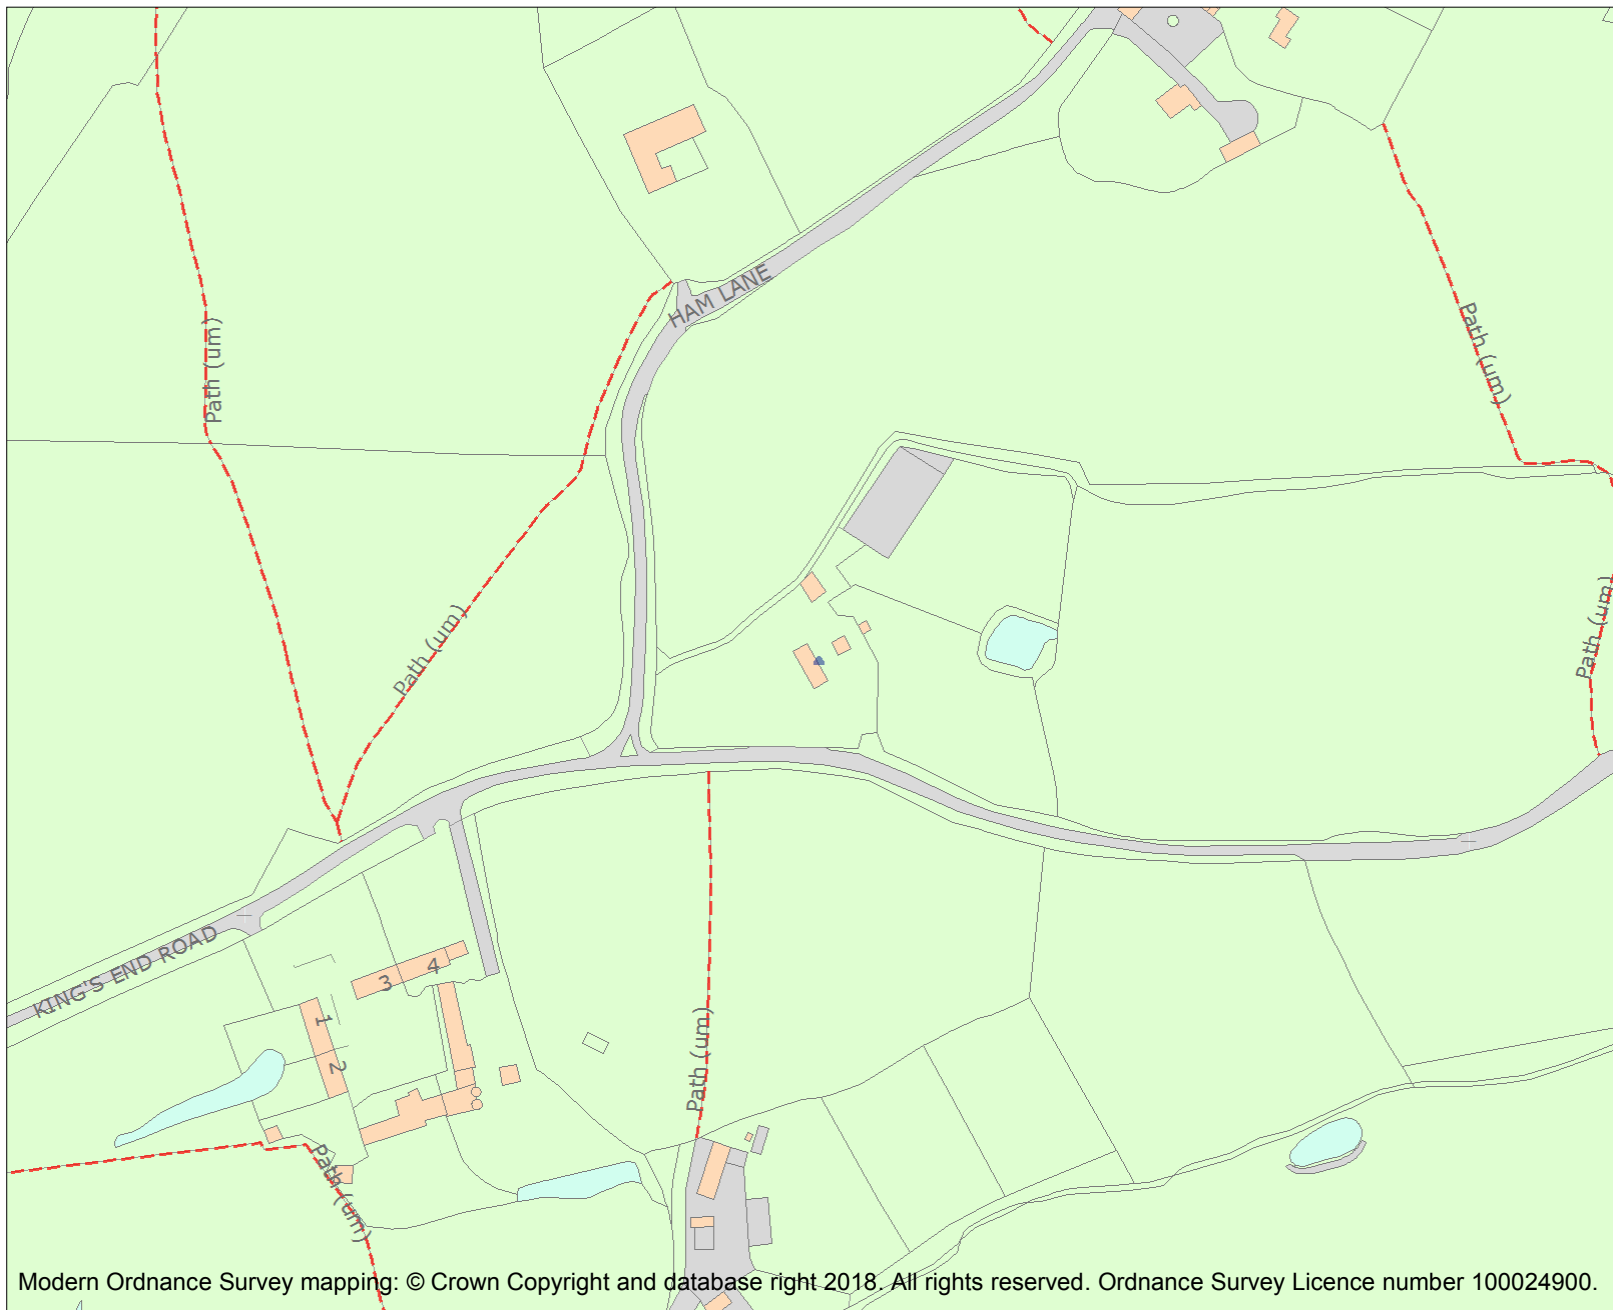 HAM LANE
Path (um)
Path (um)
Path (um)
Path (um)
Path (um)
KING'S END ROAD
3
4
1
2
Path (um)
Path (um)
Modern Ordnance Survey mapping: © Crown Copyright and database right 2018. All rights reserved. Ordnance Survey Licence number 100024900.